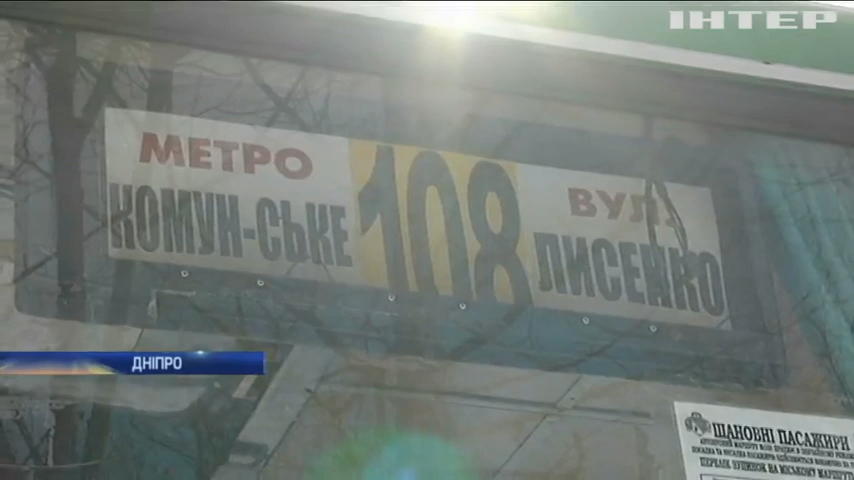 ІНТЕР
МЕТРО
КОМУН-СЬКЕ
108
ВУЛ.
ЛИСЕНКО
ДНІПРО
ШАНОВНІ ПАСАЖИРИ